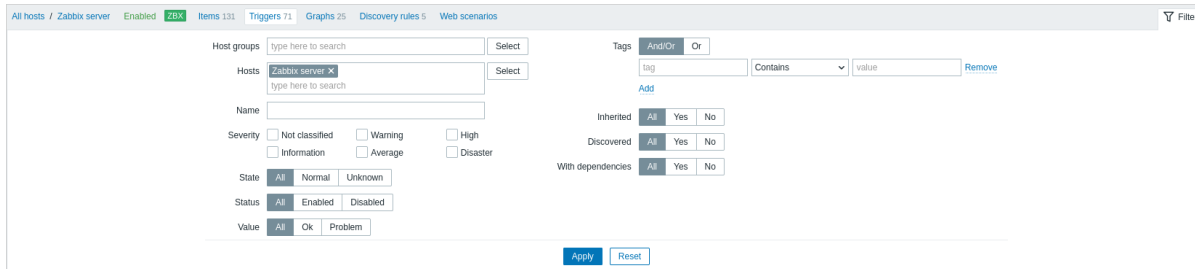 All hosts / Zabbix server Enabled ZBX Items 131 Triggers 71 Graphs 25 Discovery rules 5 Web scenarios Filte
Host groups type here to search Select
Hosts Zabbix server ✕ Select
type here to search
Name
Severity Not classified Warning High
Information Average Disaster
State All Normal Unknown
Status All Enabled Disabled
Value All Ok Problem
Tags And/Or Or
tag Contains value Remove
Add
Inherited All Yes No
Discovered All Yes No
With dependencies All Yes No
Apply Reset